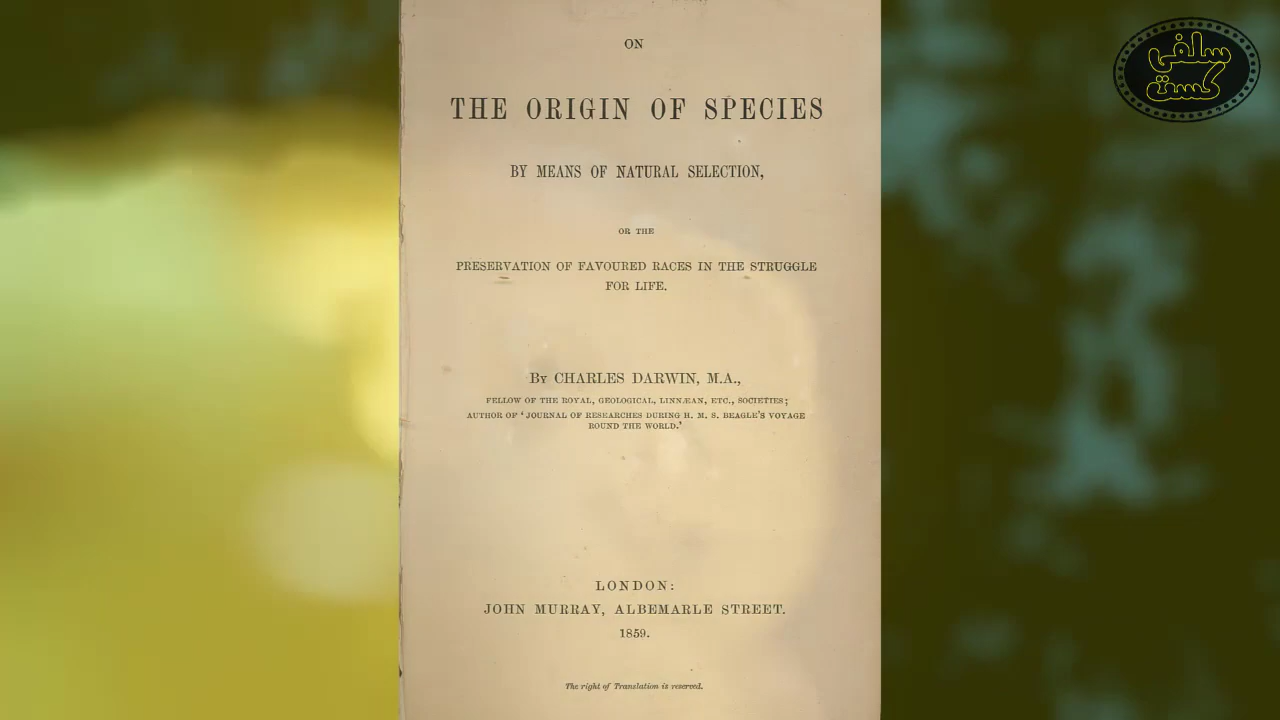 ON
THE ORIGIN OF SPECIES
BY MEANS OF NATURAL SELECTION,
OR THE
PRESERVATION OF FAVOURED RACES IN THE STRUGGLE
FOR LIFE.
BY CHARLES DARWIN, M.A.,
FELLOW OF THE ROYAL, GEOLOGICAL, LINNÆAN, ETC., SOCIETIES;
AUTHOR OF ‘JOURNAL OF RESEARCHES DURING H. M. S. BEAGLE'S VOYAGE
ROUND THE WORLD.’
LONDON:
JOHN MURRAY, ALBEMARLE STREET.
1859.
The right of Translation is reserved.
سلفی
کست